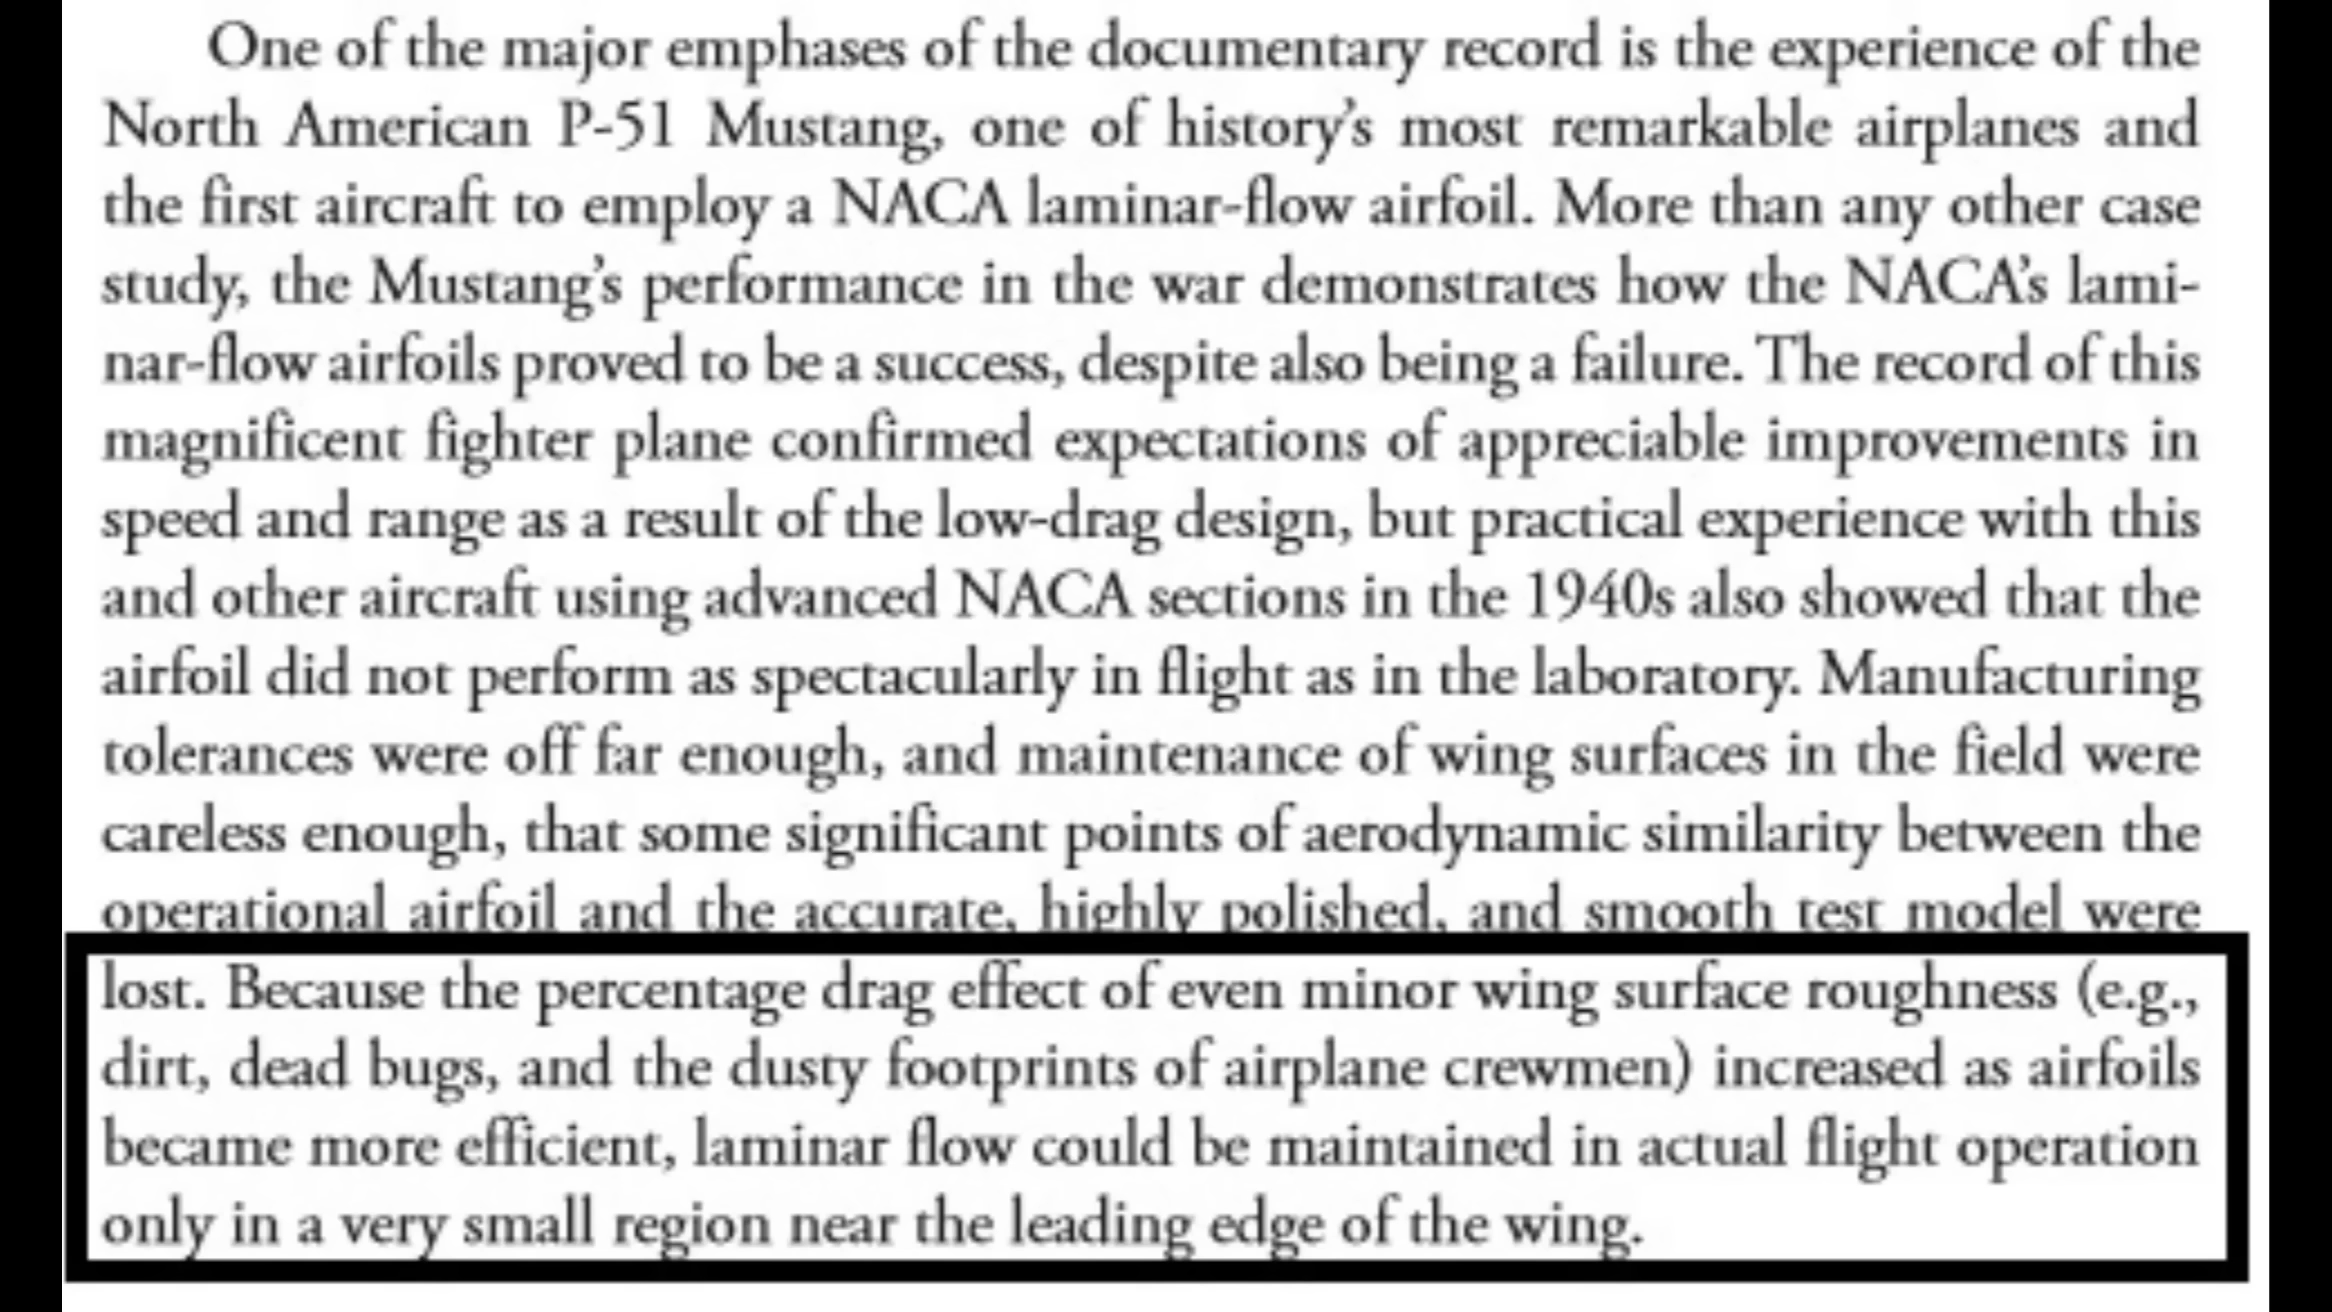 One of the major emphases of the documentary record is the experience of the
North American P-51 Mustang, one of history's most remarkable airplanes and
the first aircraft to employ a NACA laminar-flow airfoil. More than any other case
study, the Mustang's performance in the war demonstrates how the NACA's lami-
nar-flow airfoils proved to be a success, despite also being a failure. The record of this
magnificent fighter plane confirmed expectations of appreciable improvements in
speed and range as a result of the low-drag design, but practical experience with this
and other aircraft using advanced NACA sections in the 1940s also showed that the
airfoil did not perform as spectacularly in flight as in the laboratory. Manufacturing
tolerances were off far enough, and maintenance of wing surfaces in the field were
careless enough, that some significant points of aerodynamic similarity between the
operational airfoil and the accurate, highly polished, and smooth test model were
lost. Because the percentage drag effect of even minor wing surface roughness (e.g.,
dirt, dead bugs, and the dusty footprints of airplane crewmen) increased as airfoils
became more efficient, laminar flow could be maintained in actual flight operation
only in a very small region near the leading edge of the wing.